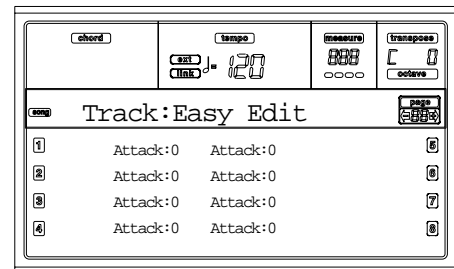 chord tempo measure transpose
ext link = 120 888 C 0
octave
song Track:Easy Edit page 88
1 Attack:0 Attack:0 5
2 Attack:0 Attack:0 6
3 Attack:0 Attack:0 7
4 Attack:0 Attack:0 8